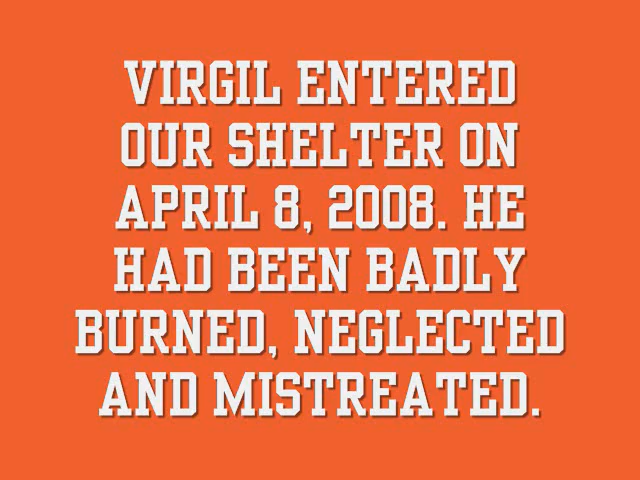 VIRGIL ENTERED
OUR SHELTER ON
APRIL 8, 2008. HE
HAD BEEN BADLY
BURNED, NEGLECTED
AND MISTREATED.